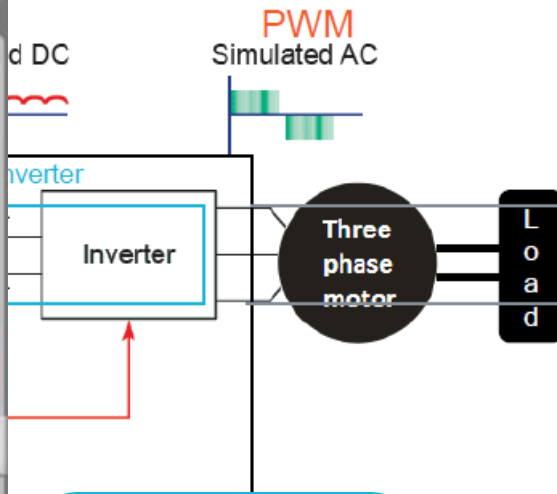 PWM
d DC
Simulated AC
nverter
Inverter
Three
phase
motor
L
o
a
d